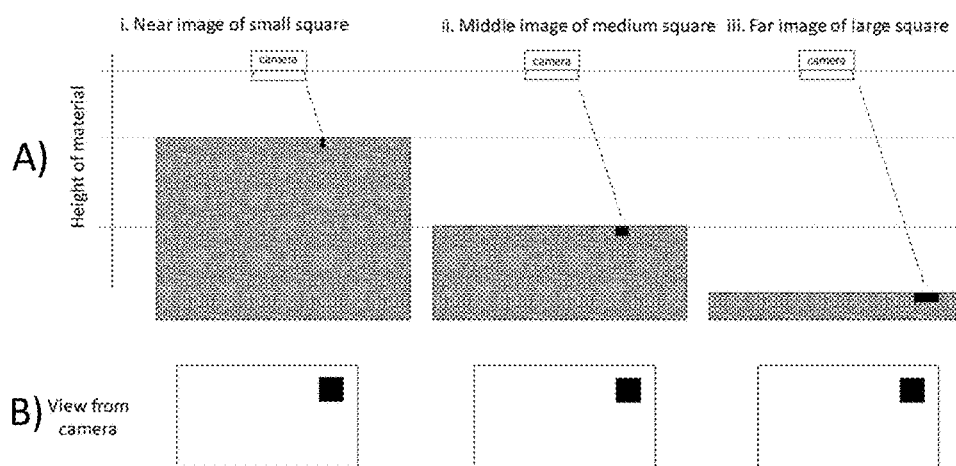 i. Near image of small square
ii. Middle image of medium square
iii. Far image of large square
camera
camera
camera
A)
Height of material
B)
View from
camera